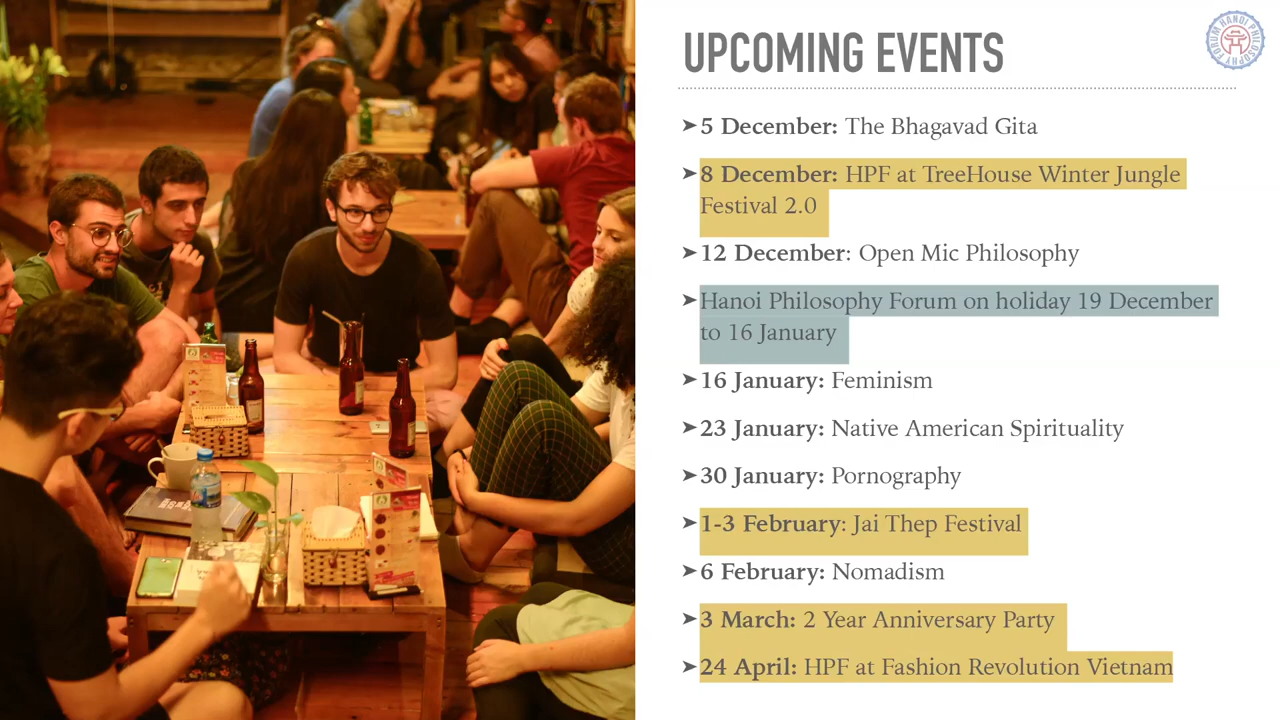 UPCOMING EVENTS
HANOI PHILOSOPHY FORUM
➤5 December: The Bhagavad Gita
➤8 December: HPF at TreeHouse Winter Jungle
Festival 2.0
➤12 December: Open Mic Philosophy
➤Hanoi Philosophy Forum on holiday 19 December
to 16 January
➤16 January: Feminism
➤23 January: Native American Spirituality
➤30 January: Pornography
➤1-3 February: Jai Thep Festival
➤6 February: Nomadism
➤3 March: 2 Year Anniversary Party
➤24 April: HPF at Fashion Revolution Vietnam